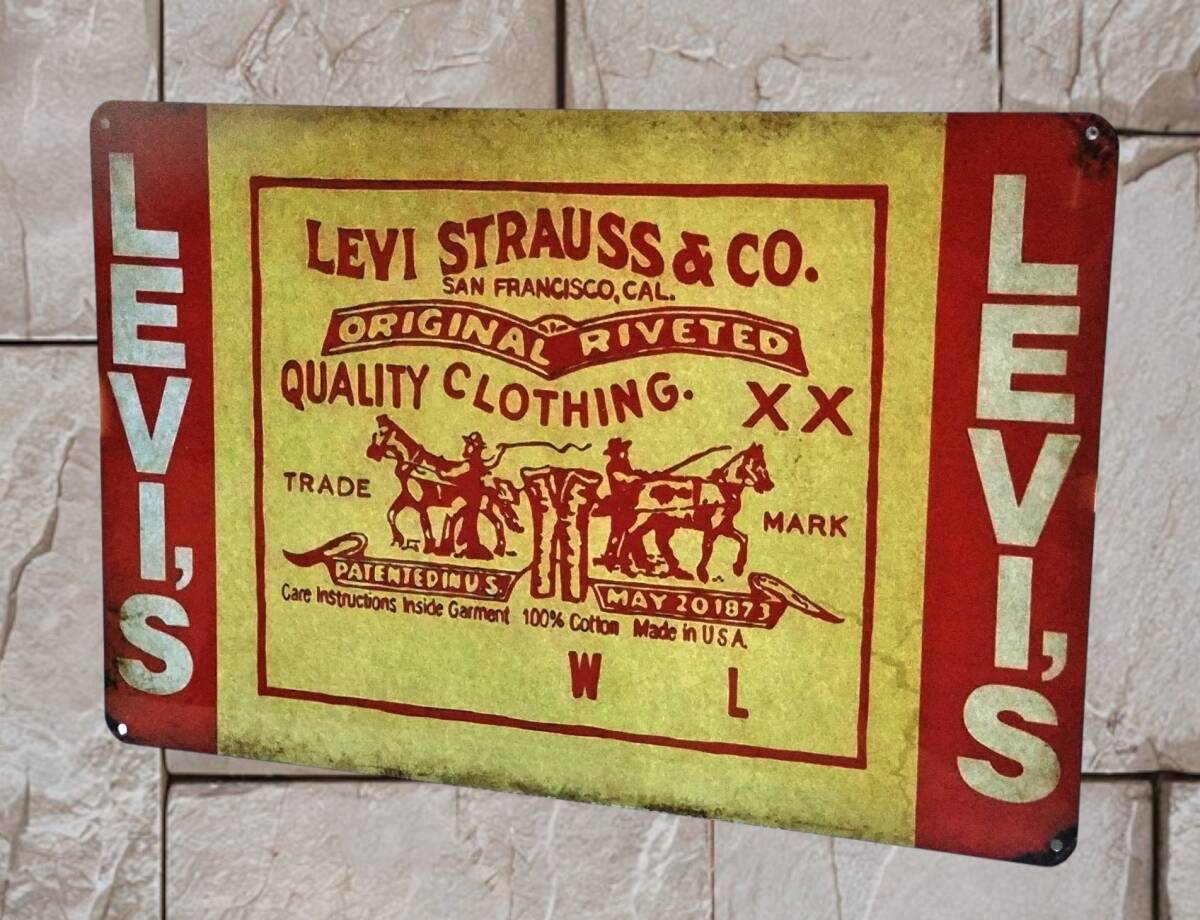 LEVI'S
LEVI STRAUSS & CO.
SAN FRANCISCO, CAL.
ORIGINAL RIVETED
QUALITY CLOTHING. XX
TRADE MARK
PATENTED IN U.S. MAY 20 1873
Care Instructions Inside Garment 100% Cotton Made in U S A.
W L
LEVI'S